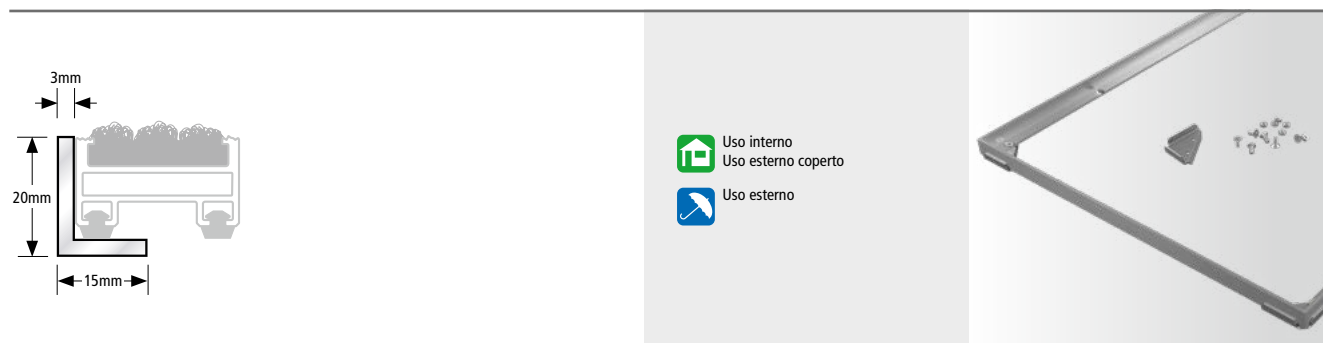 3mm
20mm
15mm
Uso interno
Uso esterno coperto
Uso esterno